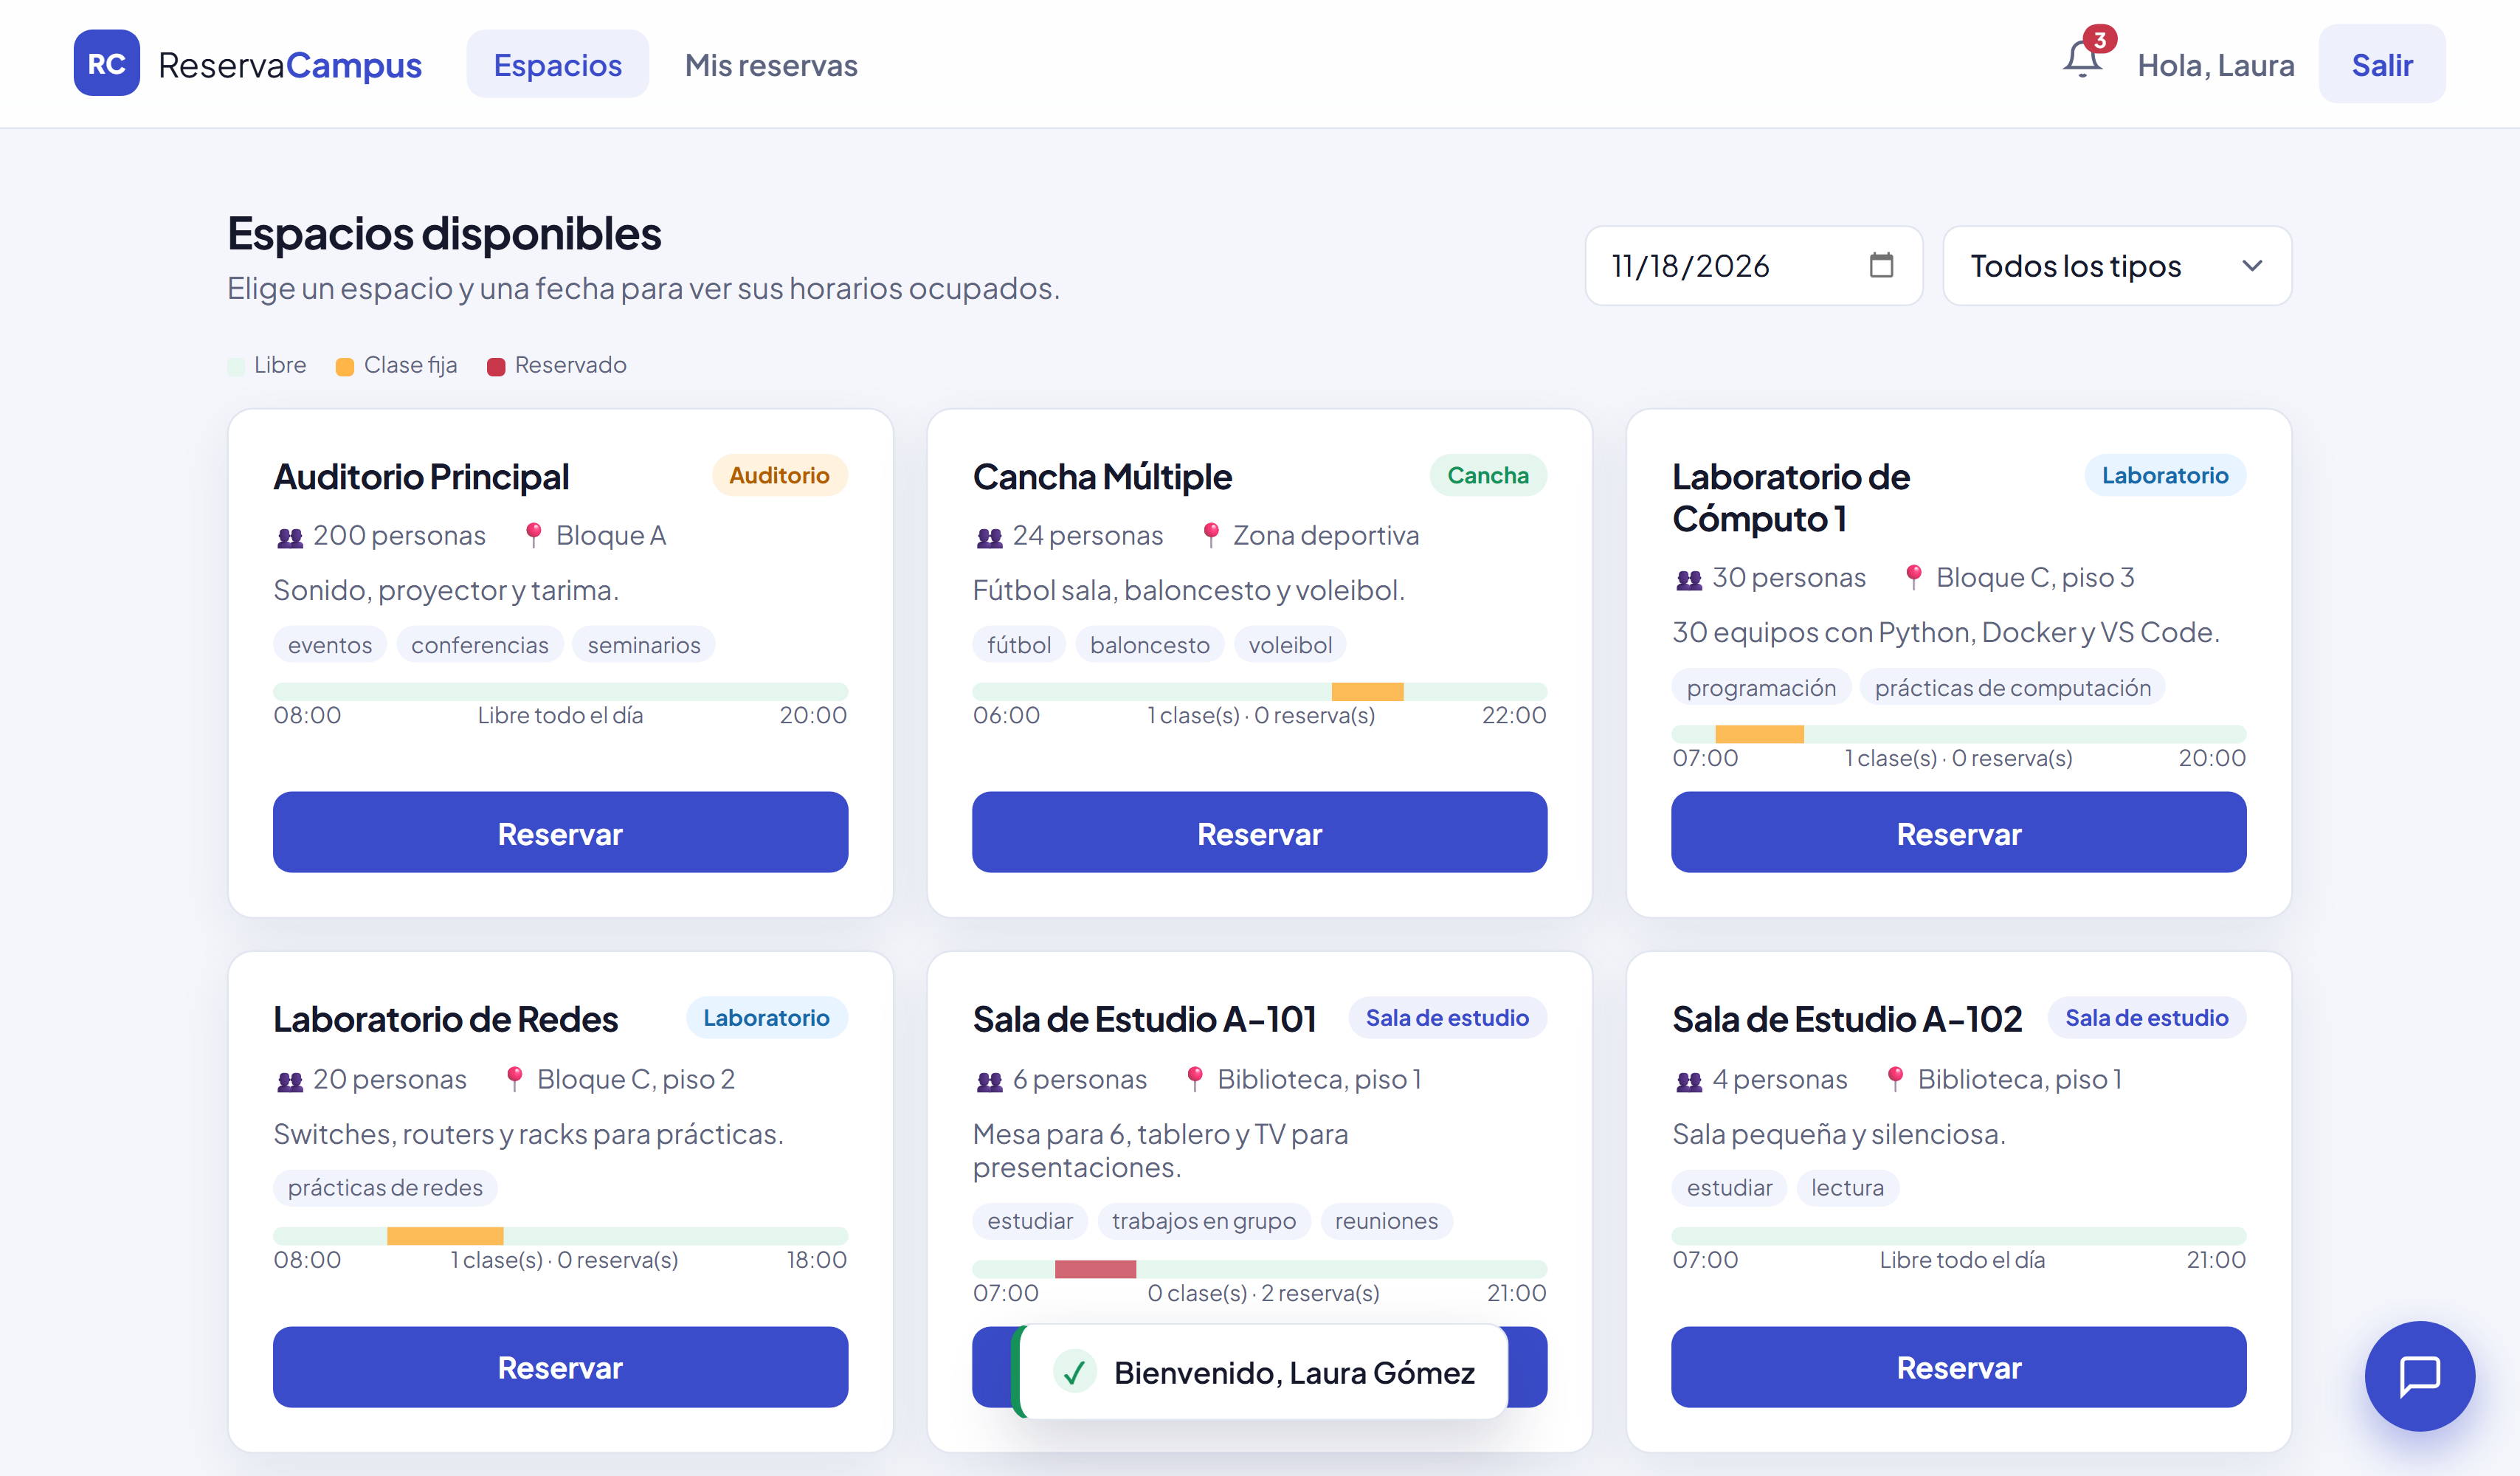 RC ReservaCampus Espacios Mis reservas 3 Hola, Laura Salir
Espacios disponibles
Elige un espacio y una fecha para ver sus horarios ocupados.
11/18/2026 Todos los tipos
Libre Clase fija Reservado
Auditorio Principal Auditorio
200 personas Bloque A
Sonido, proyector y tarima.
eventos conferencias seminarios
08:00 Libre todo el día 20:00
Reservar
Cancha Múltiple Cancha
24 personas Zona deportiva
Fútbol sala, baloncesto y voleibol.
fútbol baloncesto voleibol
06:00 1 clase(s) · 0 reserva(s) 22:00
Reservar
Laboratorio de Laboratorio
Cómputo 1
30 personas Bloque C, piso 3
30 equipos con Python, Docker y VS Code.
programación prácticas de computación
07:00 1 clase(s) · 0 reserva(s) 20:00
Reservar
Laboratorio de Redes Laboratorio
20 personas Bloque C, piso 2
Switches, routers y racks para prácticas.
prácticas de redes
08:00 1 clase(s) · 0 reserva(s) 18:00
Reservar
Sala de Estudio A-101 Sala de estudio
6 personas Biblioteca, piso 1
Mesa para 6, tablero y TV para
presentaciones.
estudiar trabajos en grupo reuniones
07:00 0 clase(s) · 2 reserva(s) 21:00
Bienvenido, Laura Gómez
Sala de Estudio A-102 Sala de estudio
4 personas Biblioteca, piso 1
Sala pequeña y silenciosa.
estudiar lectura
07:00 Libre todo el día 21:00
Reservar